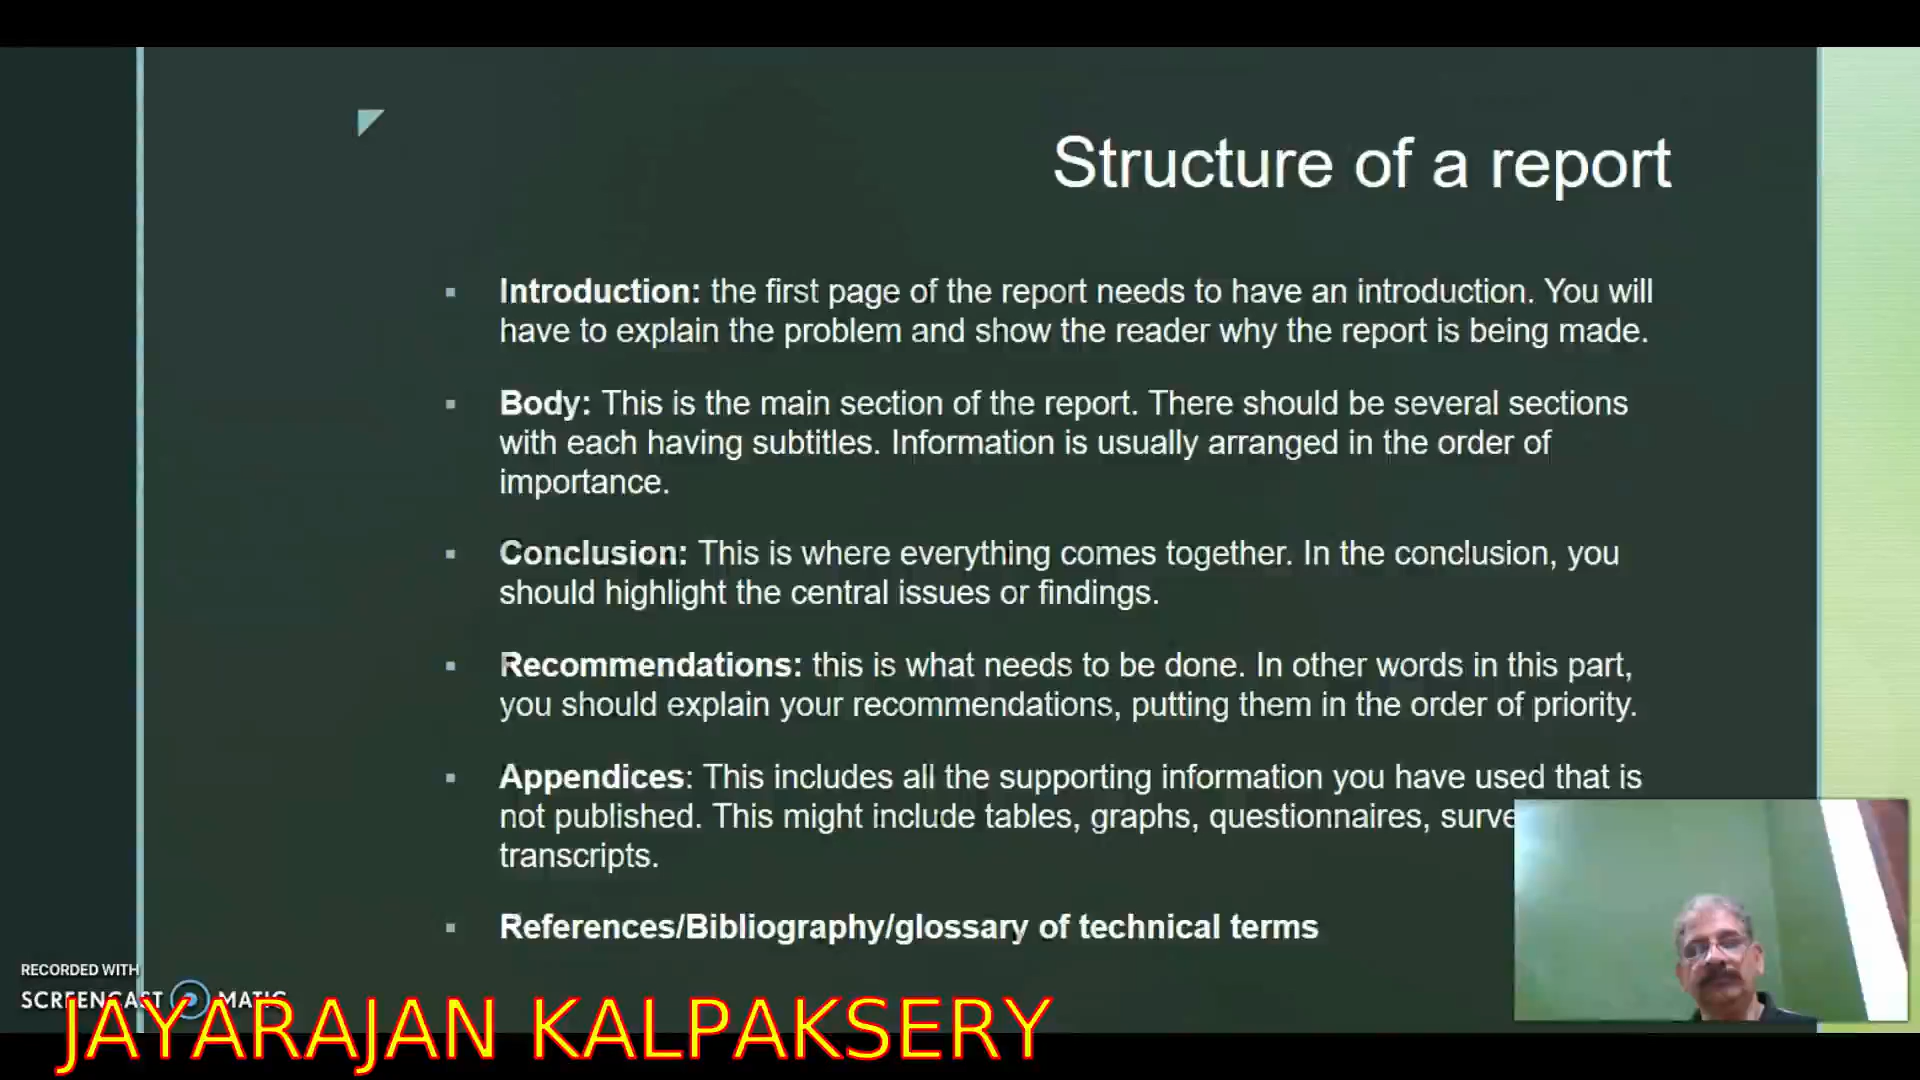 Structure of a report
▪ Introduction: the first page of the report needs to have an introduction. You will
have to explain the problem and show the reader why the report is being made.
▪ Body: This is the main section of the report. There should be several sections
with each having subtitles. Information is usually arranged in the order of
importance.
▪ Conclusion: This is where everything comes together. In the conclusion, you
should highlight the central issues or findings.
▪ Recommendations: this is what needs to be done. In other words in this part,
you should explain your recommendations, putting them in the order of priority.
▪ Appendices: This includes all the supporting information you have used that is
not published. This might include tables, graphs, questionnaires,
transcripts.
▪ References/Bibliography/glossary of technical terms
RECORDED WITH
SCREENCAST MATIC
JAYARAJAN KALPAKSERY